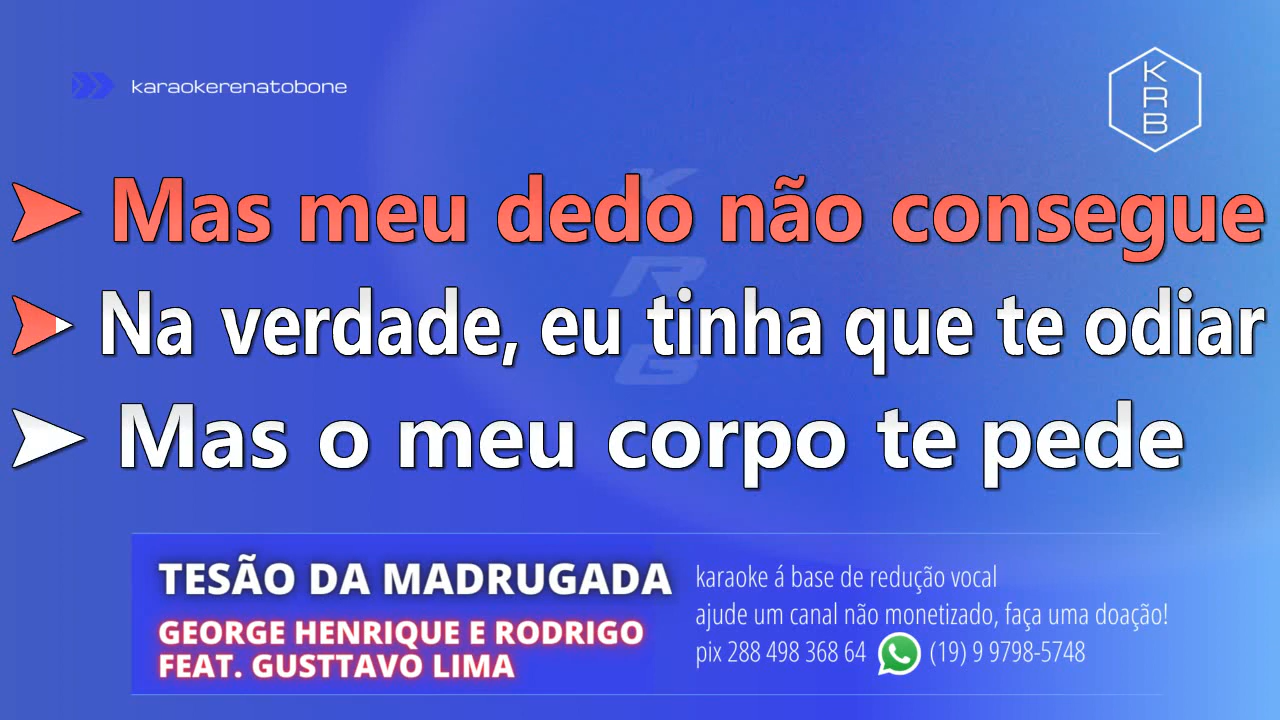 karaokerenatobone
K
R
B
➤ Mas meu dedo não consegue
➤ Na verdade, eu tinha que te odiar
➤ Mas o meu corpo te pede
K
R
B
TESÃO DA MADRUGADA
GEORGE HENRIQUE E RODRIGO
FEAT. GUSTTAVO LIMA
karaoke á base de redução vocal
ajude um canal não monetizado, faça uma doação!
pix 288 498 368 64 (19) 9 9798-5748